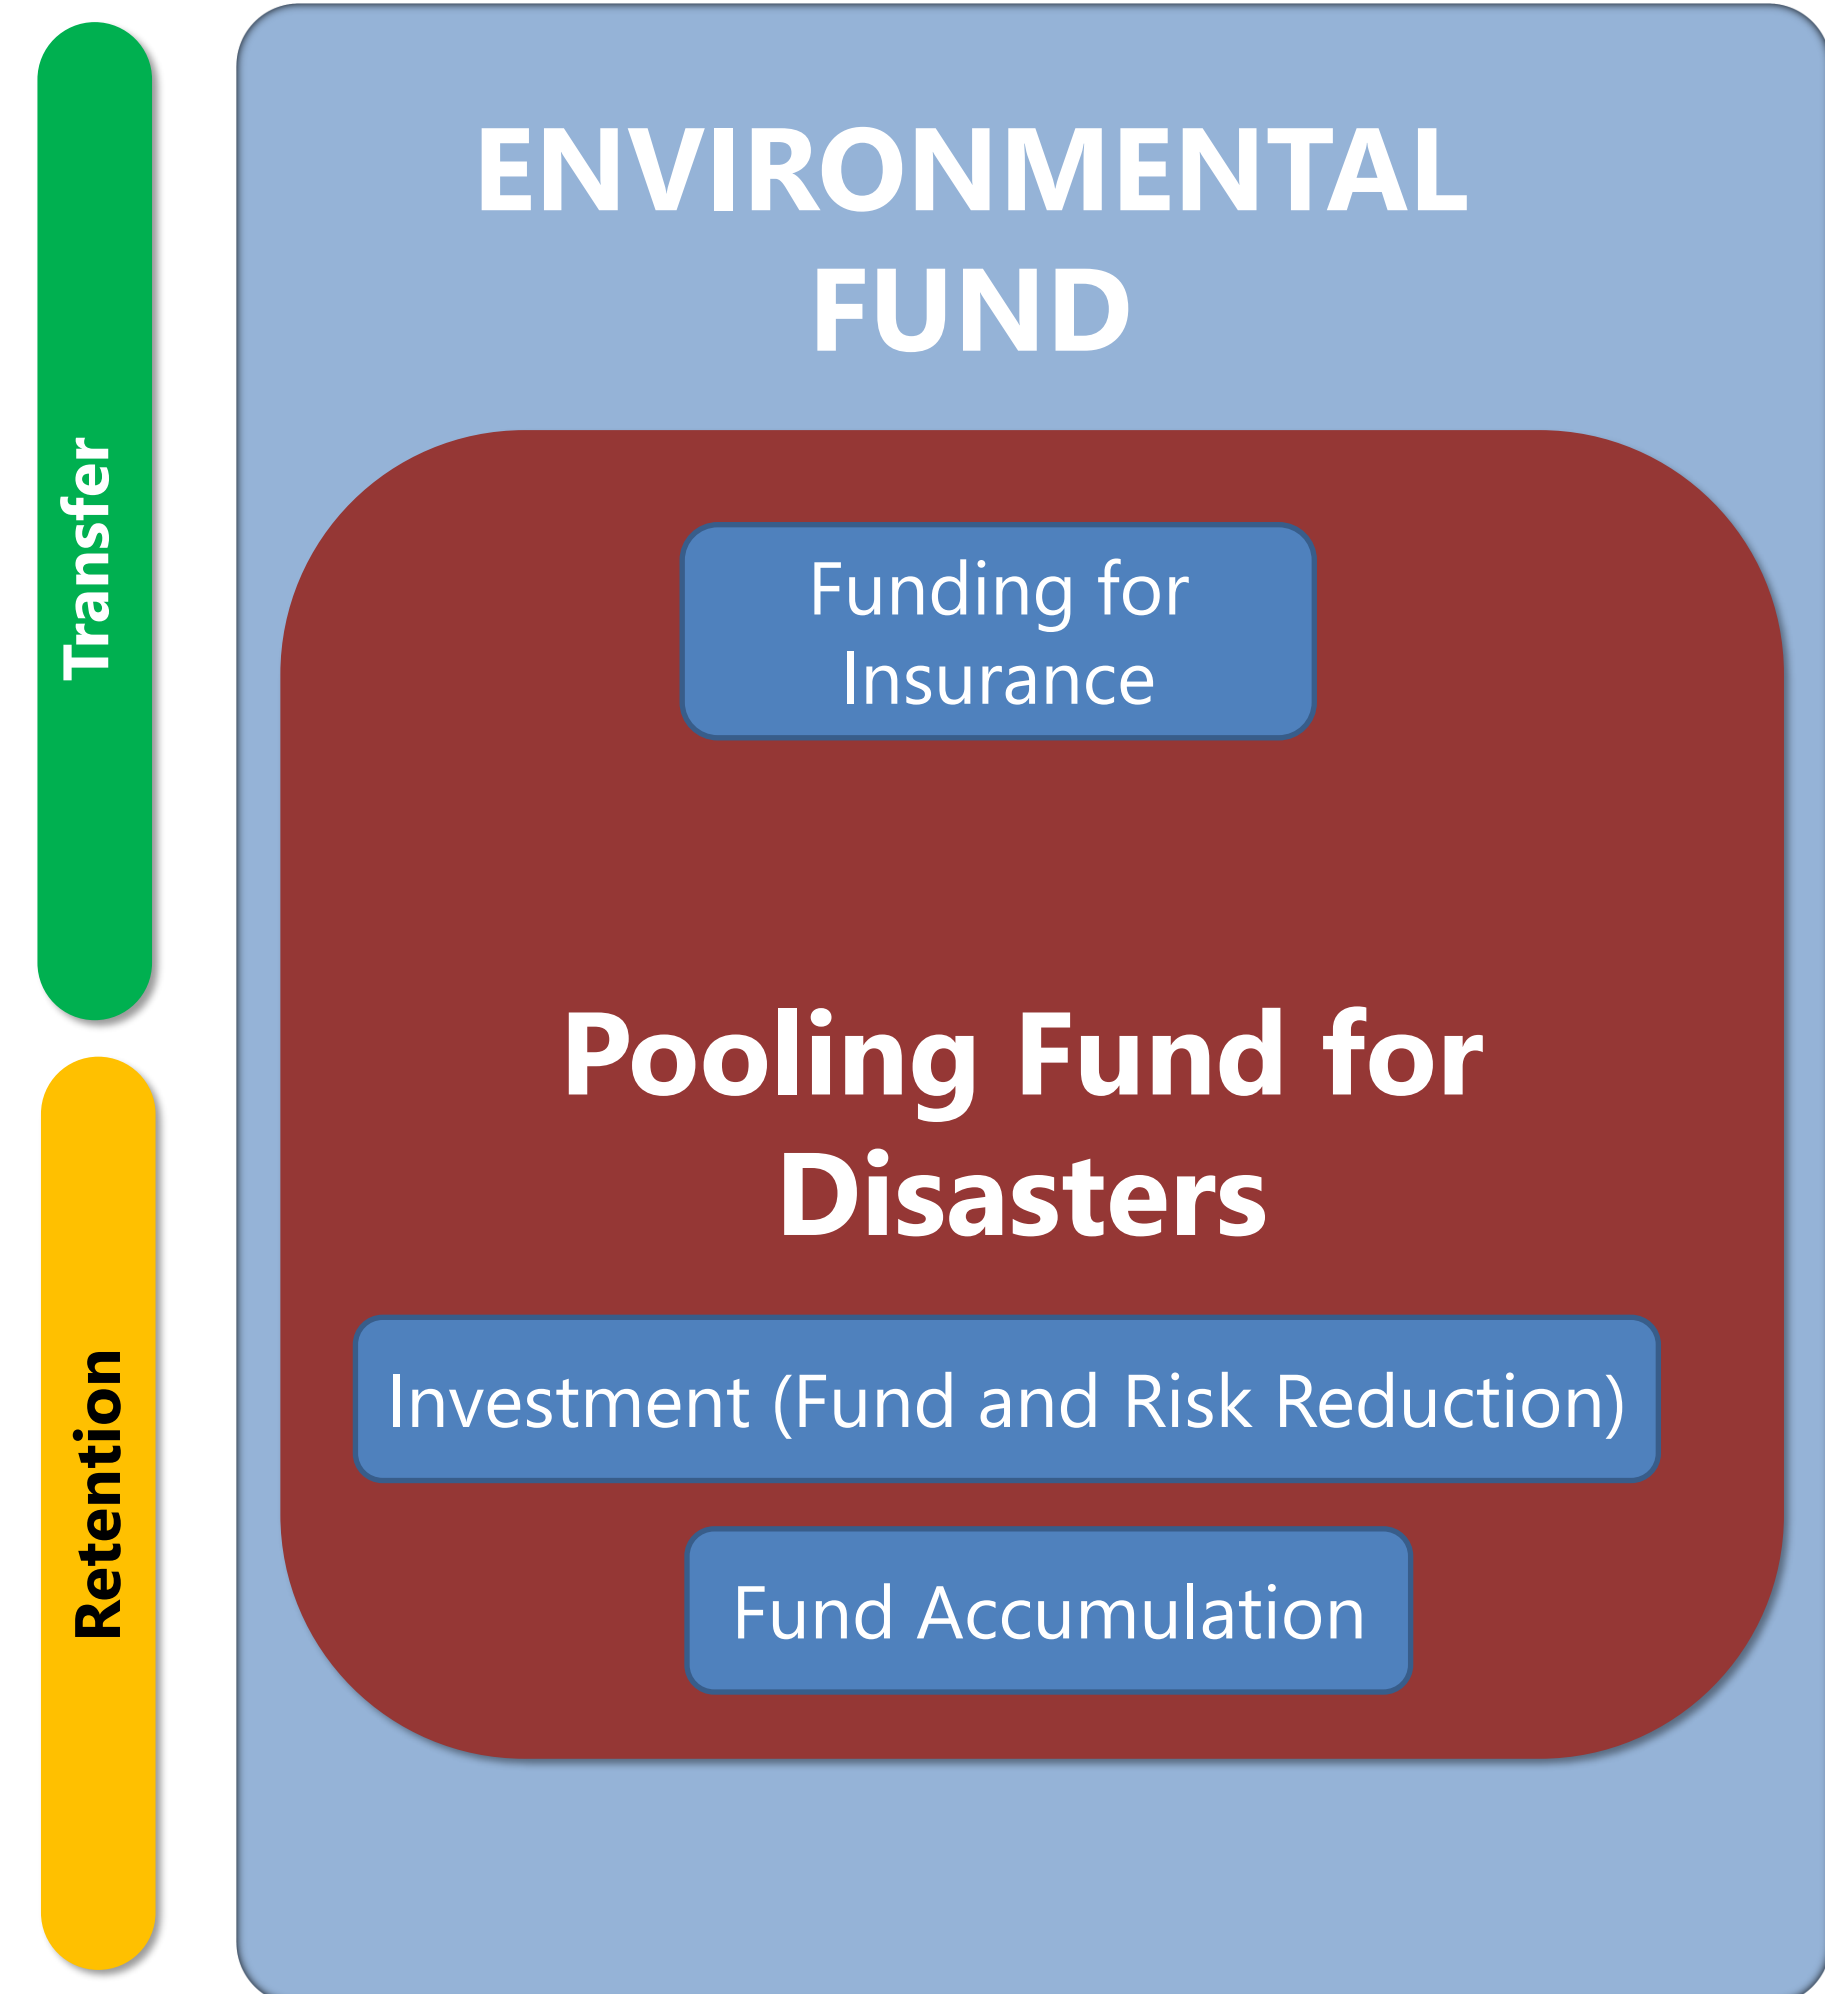 Transfer
Retention
ENVIRONMENTAL
FUND
Funding for
Insurance
Pooling Fund for
Disasters
Investment (Fund and Risk Reduction)
Fund Accumulation